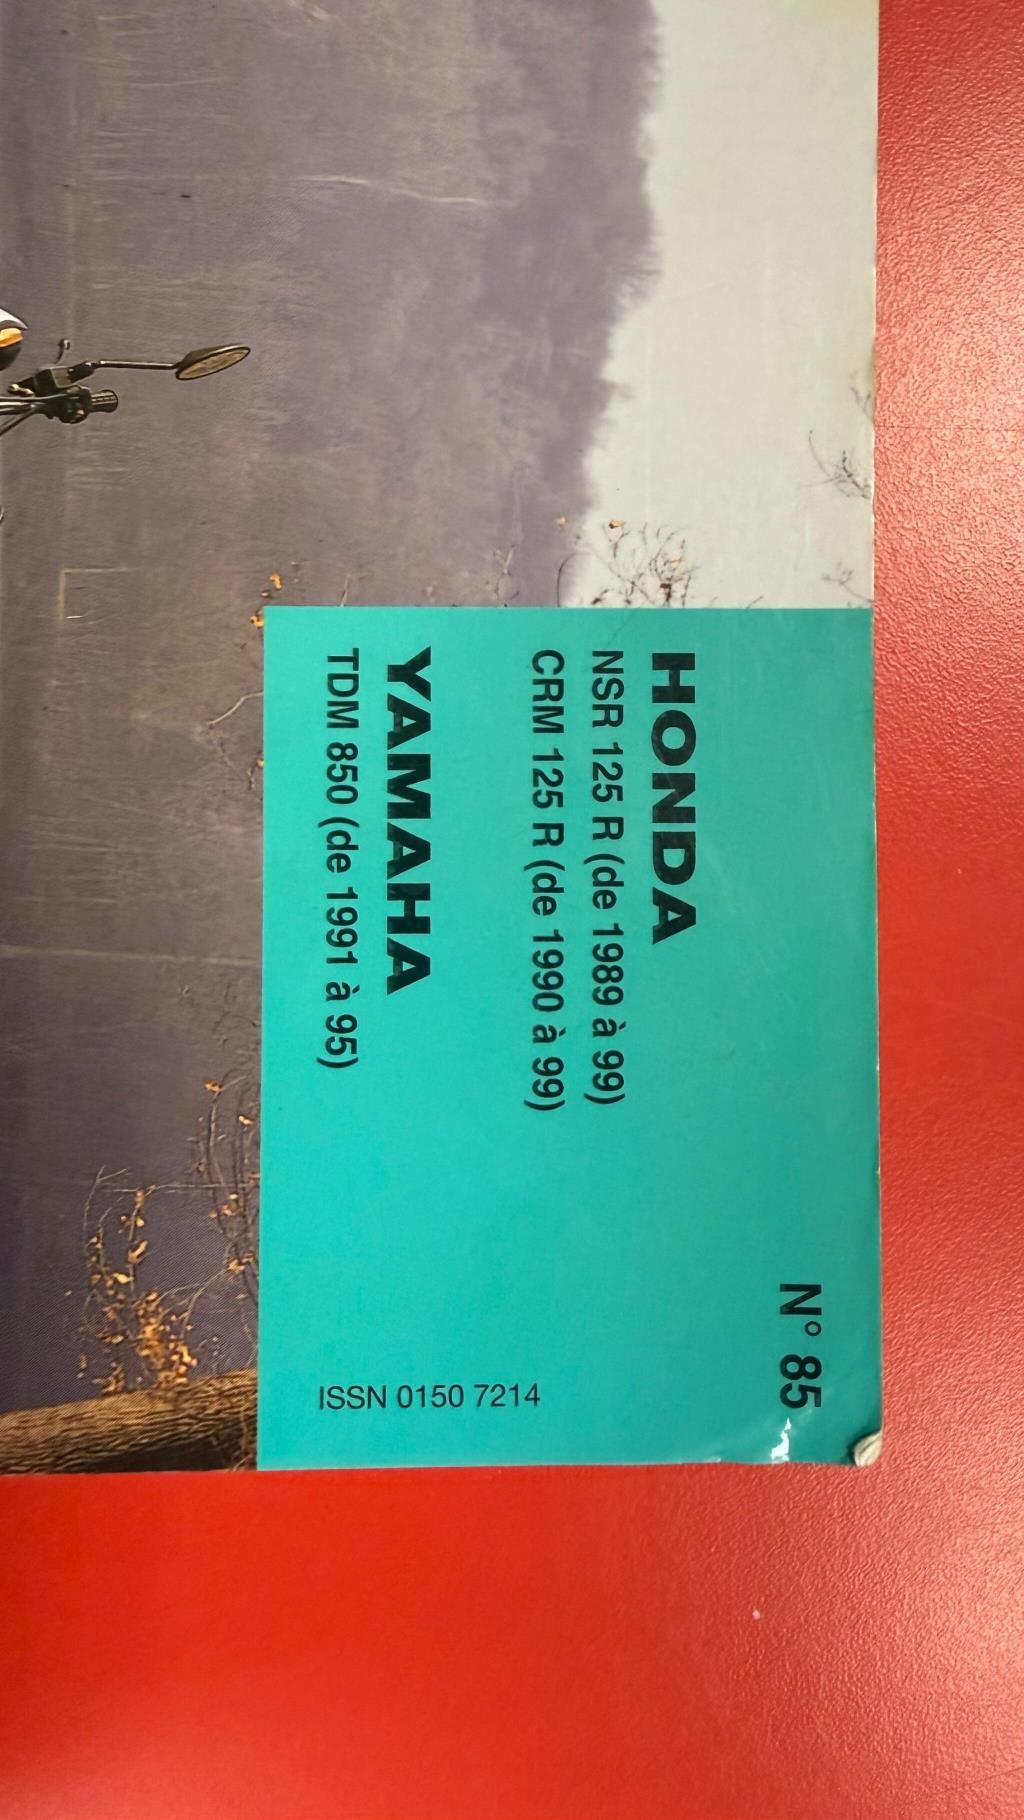 N° 85
HONDA
NSR 125 R (de 1989 à 99)
CRM 125 R (de 1990 à 99)
YAMAHA
TDM 850 (de 1991 à 95)
ISSN 0150 7214